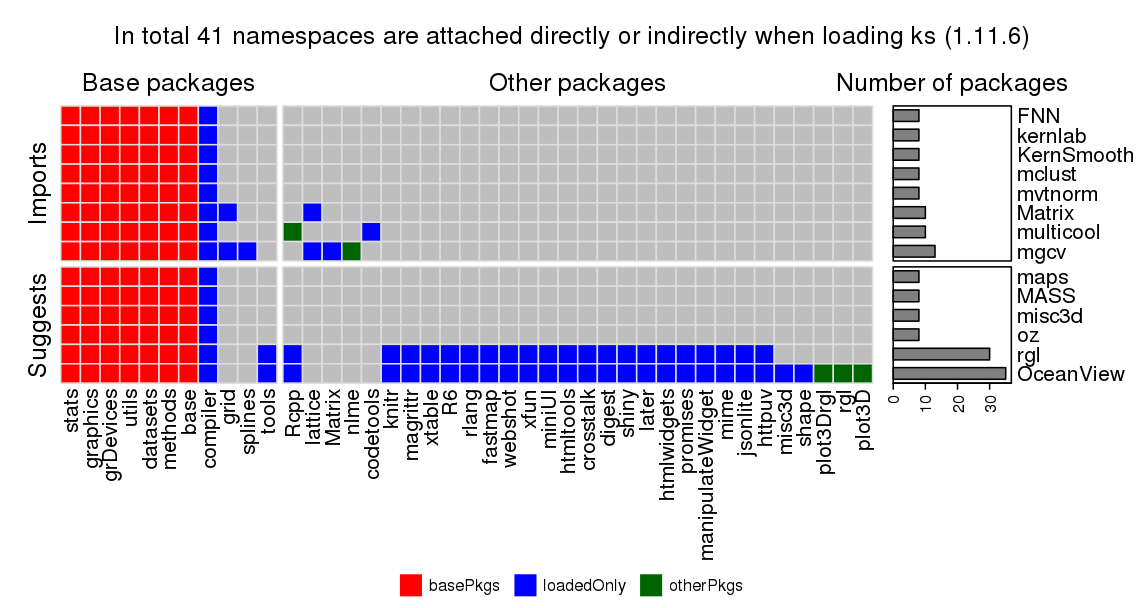 In total 41 namespaces are attached directly or indirectly when loading ks (1.11.6)
Base packages
Other packages
Number of packages
Imports
FNN
kernlab
KernSmooth
mclust
mvtnorm
Matrix
multicool
mgcv
Suggests
maps
MASS
misc3d
oz
rgl
OceanView
stats
graphics
grDevices
utils
datasets
methods
base
compiler
grid
splines
tools
Rcpp
lattice
Matrix
nlme
codetools
knitr
magrittr
xtable
R6
rlang
fastmap
webshot
xfun
miniUI
htmltools
crosstalk
digest
shiny
later
htmlwidgets
promises
manipulateWidget
mime
jsonlite
httpuv
misc3d
shape
plot3Drgl
rgl
plot3D
0
10
20
30
basePkgs
loadedOnly
otherPkgs